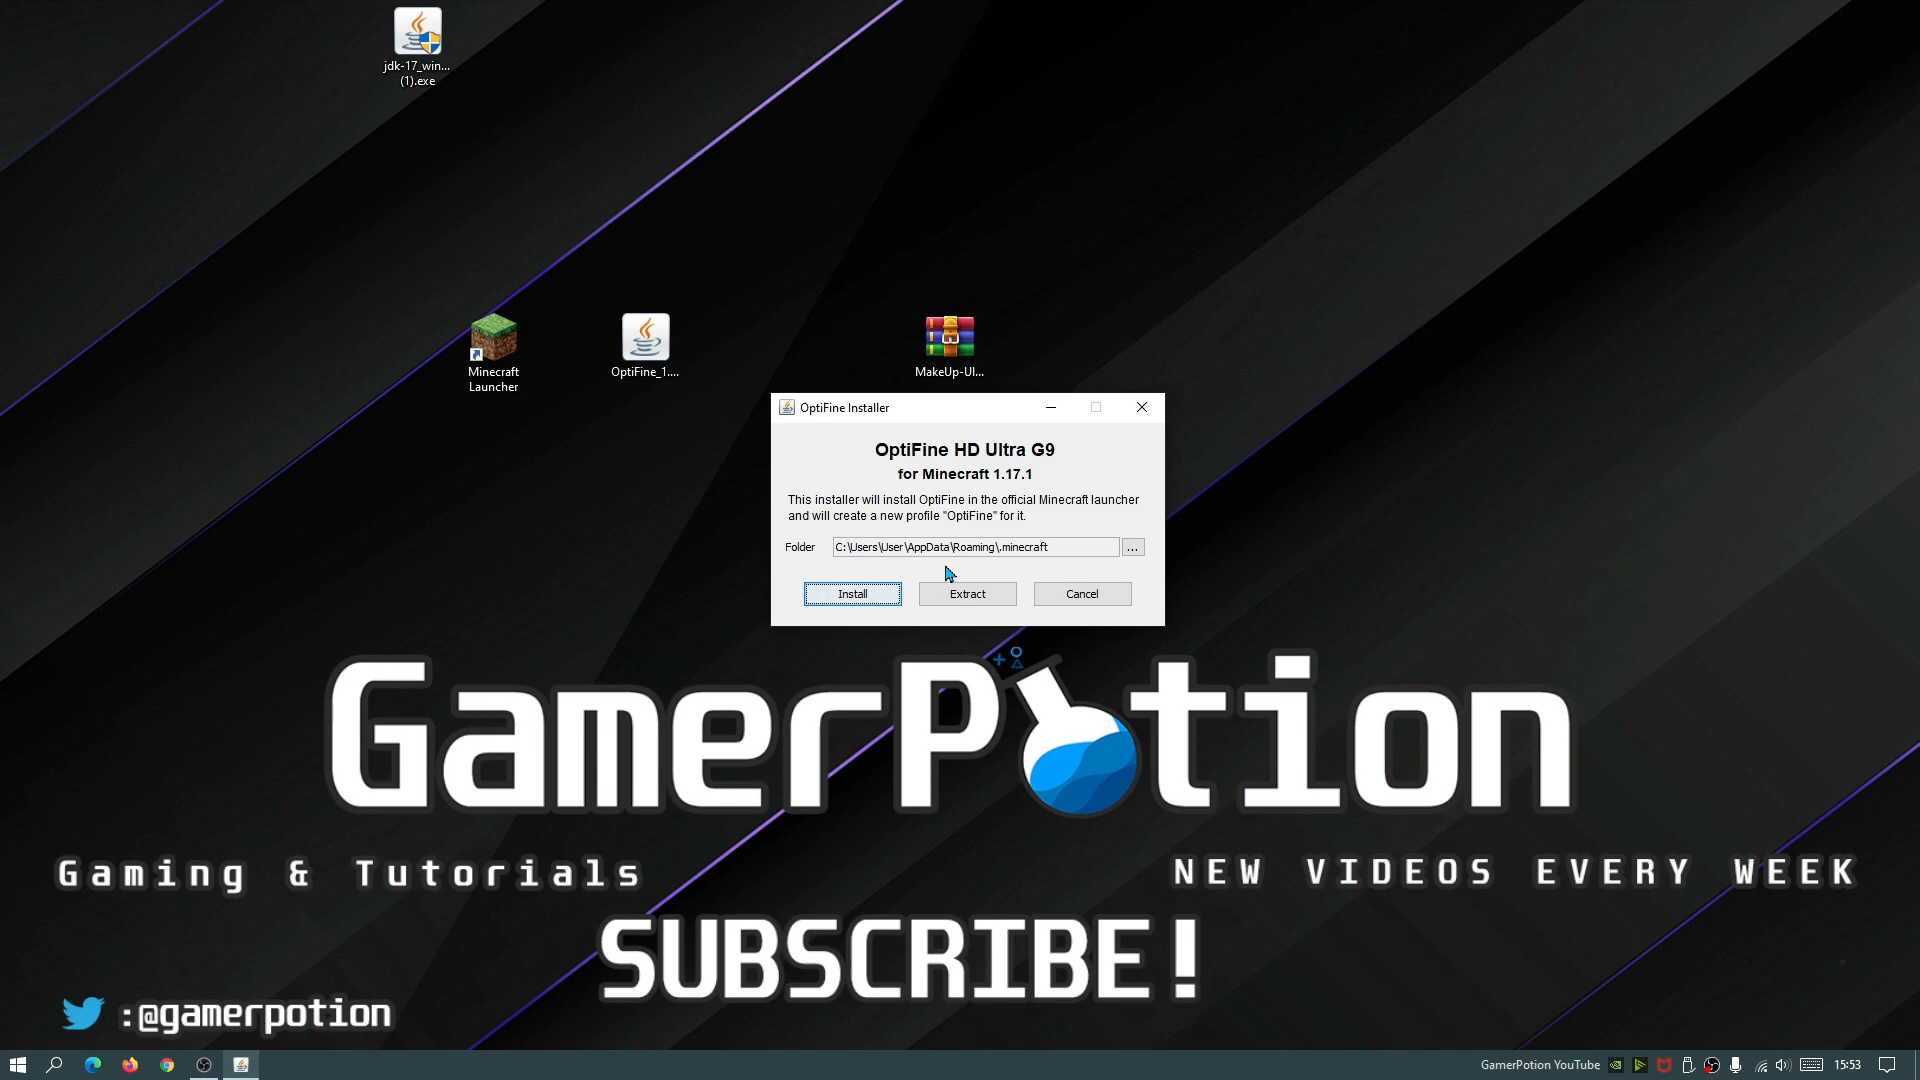 jdk-17_win...
(1).exe
Minecraft
Launcher
OptiFine_1....
MakeUp-Ul...
OptiFine Installer
OptiFine HD Ultra G9
for Minecraft 1.17.1
This installer will install OptiFine in the official Minecraft launcher
and will create a new profile "OptiFine" for it.
Folder C:\Users\User\AppData\Roaming\.minecraft ...
Install Extract Cancel
GamerPotion
Gaming & Tutorials
NEW VIDEOS EVERY WEEK
SUBSCRIBE!
:@gamerpotion
GamerPotion YouTube 15:53